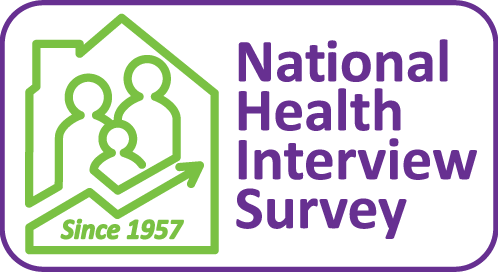 National
Health
Interview
Survey
Since 1957